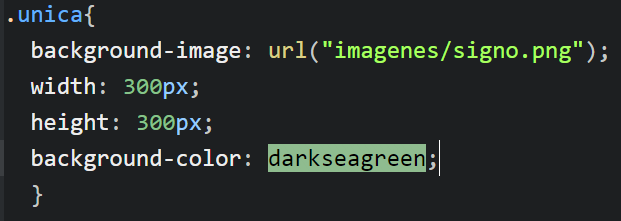 .unica{
background-image: url("imagenes/signo.png");
width: 300px;
height: 300px;
background-color: darkseagreen;
}